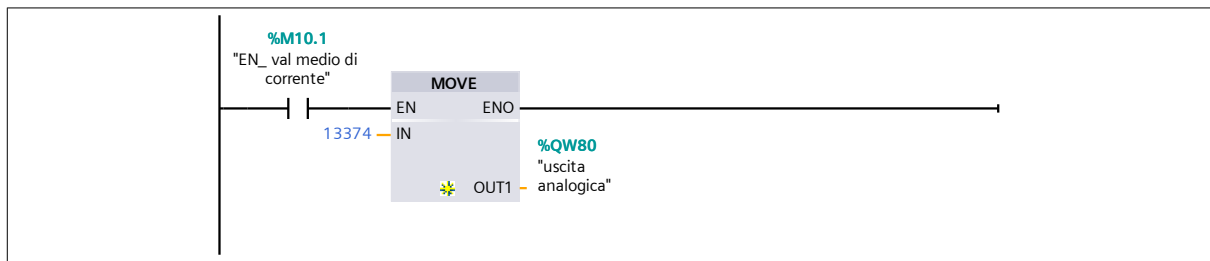 %M10.1
"EN_ val medio di
corrente"
MOVE
EN ENO
13374 IN
%QW80
"uscita
analogica"
OUT1